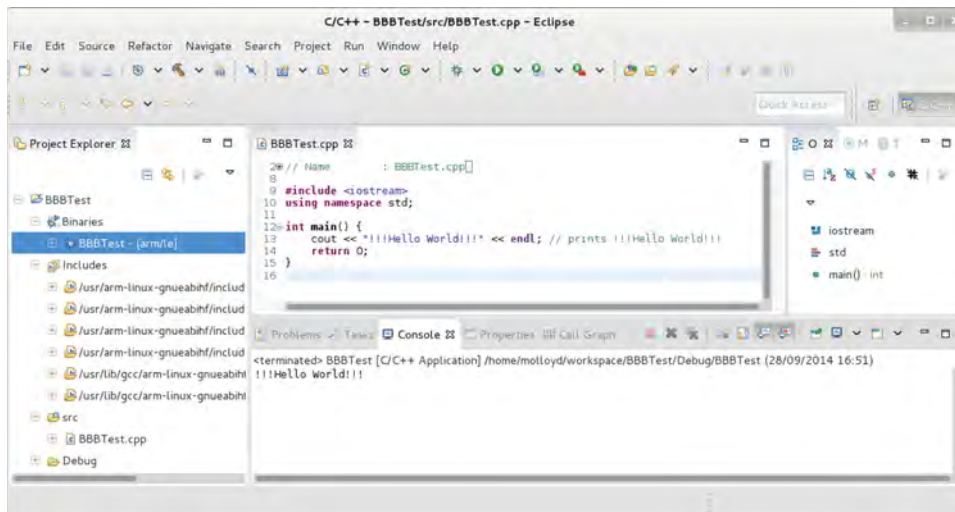 C/C++ - BBBTest/src/BBBTest.cpp - Eclipse
File Edit Source Refactor Navigate Search Project Run Window Help
Quick Access
Project Explorer
BBBTest
Binaries
BBBTest - [arm/le]
Includes
/usr/arm-linux-gnueabihf/includ
/usr/arm-linux-gnueabihf/includ
/usr/arm-linux-gnueabihf/includ
/usr/lib/gcc/arm-linux-gnueabihf
/usr/lib/gcc/arm-linux-gnueabihf
src
BBBTest.cpp
Debug
BBBTest.cpp
2 // Name : BBBTest.cpp
8
9 #include <iostream>
10 using namespace std;
11
12 int main() {
13 cout << "!!!Hello World!!!" << endl; // prints !!!Hello World!!!
14 return 0;
15 }
16
O M T
iostream
std
main() : int
Problems Tasks Console Properties Call Graph
<terminated> BBBTest [C/C++ Application] /home/molloyd/workspace/BBBTest/Debug/BBBTest (28/09/2014 16:51)
!!!Hello World!!!